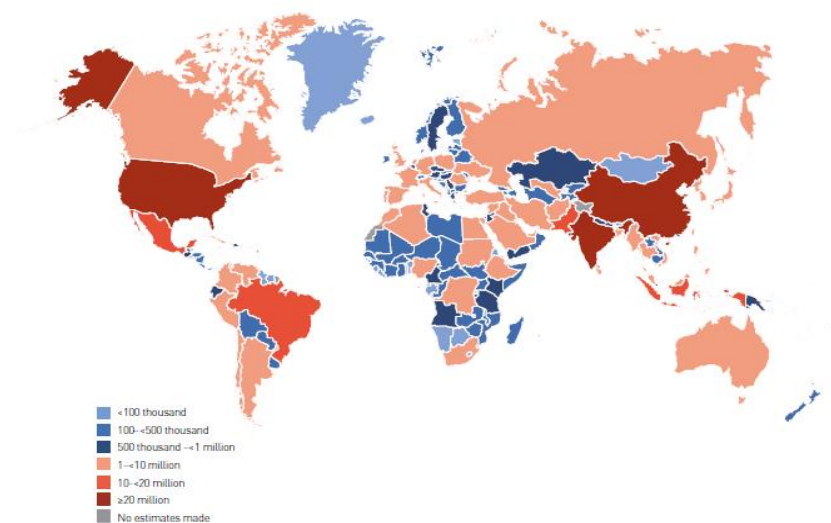 <100 thousand
100-<500 thousand
500 thousand -<1 million
1-<10 million
10-<20 million
≥20 million
No estimates made